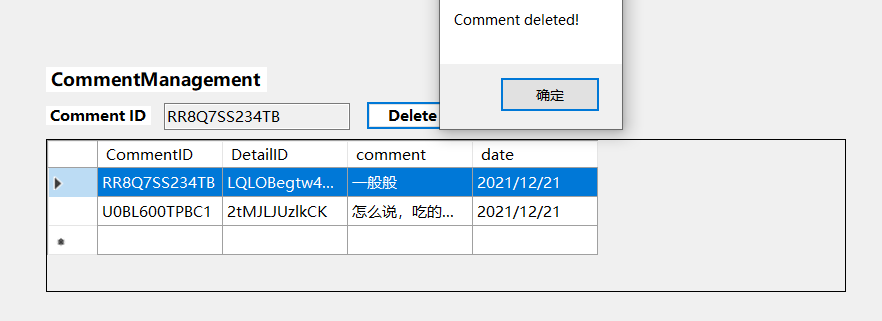 Comment deleted!
确定
CommentManagement
Comment ID RR8Q7SS234TB Delete
CommentID DetailID comment date
RR8Q7SS234TB LQLOBegtw4... 一般般 2021/12/21
U0BL600TPBC1 2tMJLJUzlkCK 怎么说，吃的... 2021/12/21